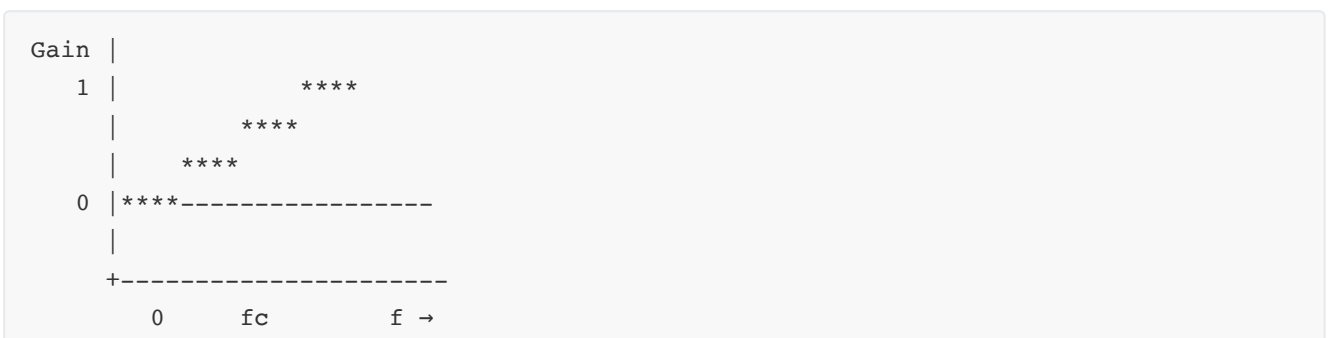 Gain |
   1 |            ****
     |        ****
     |    ****
   0 |****-----------------
     |
     +----------------------
        0     fc        f →